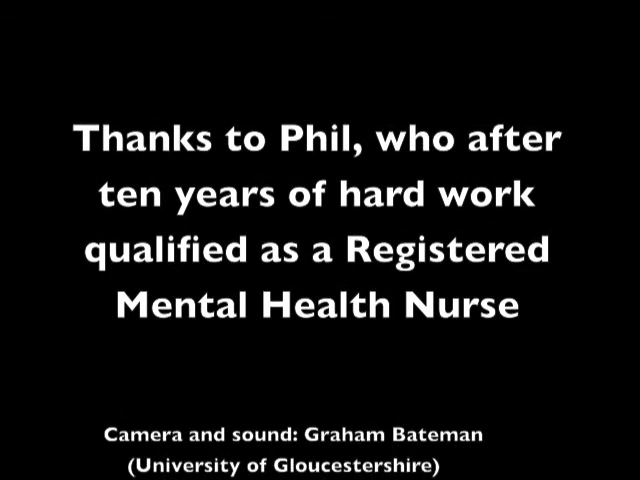 Thanks to Phil, who after
ten years of hard work
qualified as a Registered
Mental Health Nurse
Camera and sound: Graham Bateman
(University of Gloucestershire)